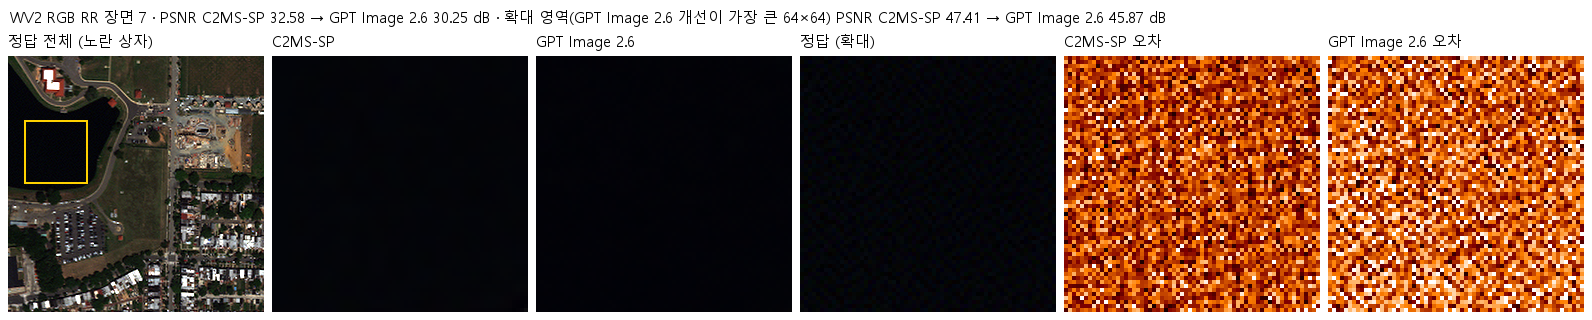 WV2 RGB RR 장면 7 · PSNR C2MS-SP 32.58 → GPT Image 2.6 30.25 dB · 확대 영역(GPT Image 2.6 개선이 가장 큰 64×64) PSNR C2MS-SP 47.41 → GPT Image 2.6 45.87 dB
정답 전체 (노란 상자)
C2MS-SP
GPT Image 2.6
정답 (확대)
C2MS-SP 오차
GPT Image 2.6 오차